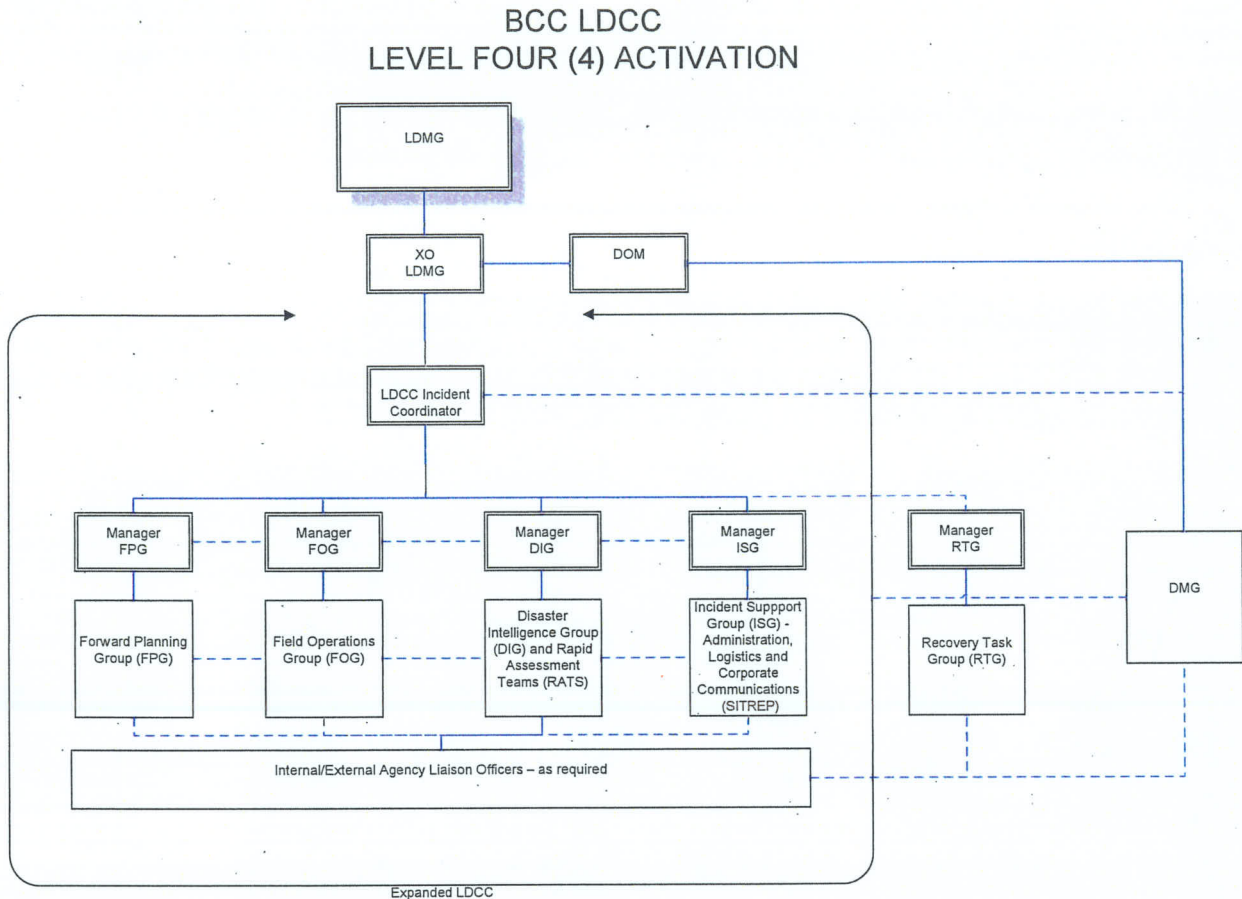 BCC LDCC
LEVEL FOUR (4) ACTIVATION
LDMG
XO
LDMG
DOM
LDCC Incident
Coordinator
Manager
FPG
Manager
FOG
Manager
DIG
Manager
ISG
Manager
RTG
DMG
Forward Planning
Group (FPG)
Field Operations
Group (FOG)
Disaster
Intelligence Group
(DIG) and Rapid
Assessment
Teams (RATS)
Incident Suppport
Group (ISG) -
Administration,
Logistics and
Corporate
Communications
(SITREP)
Recovery Task
Group (RTG)
Internal/External Agency Liaison Officers – as required
Expanded LDCC